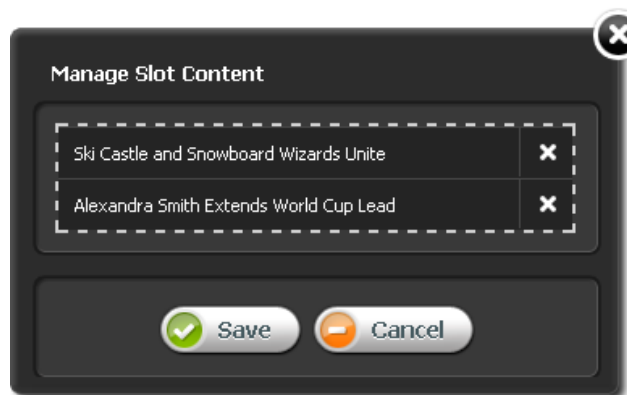 Manage Slot Content
Ski Castle and Snowboard Wizards Unite
Alexandra Smith Extends World Cup Lead
Save
Cancel